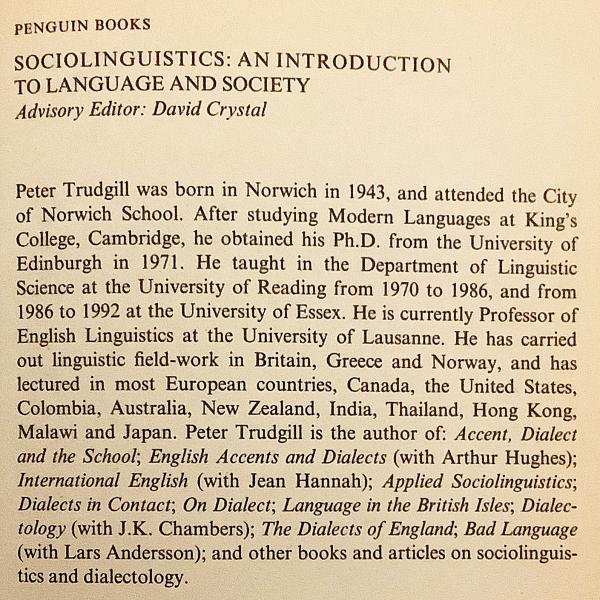 PENGUIN BOOKS
SOCIOLINGUISTICS: AN INTRODUCTION
TO LANGUAGE AND SOCIETY
Advisory Editor: David Crystal
Peter Trudgill was born in Norwich in 1943, and attended the City
of Norwich School. After studying Modern Languages at King's
College, Cambridge, he obtained his Ph.D. from the University of
Edinburgh in 1971. He taught in the Department of Linguistic
Science at the University of Reading from 1970 to 1986, and from
1986 to 1992 at the University of Essex. He is currently Professor of
English Linguistics at the University of Lausanne. He has carried
out linguistic field-work in Britain, Greece and Norway, and has
lectured in most European countries, Canada, the United States,
Colombia, Australia, New Zealand, India, Thailand, Hong Kong,
Malawi and Japan. Peter Trudgill is the author of: Accent, Dialect
and the School; English Accents and Dialects (with Arthur Hughes);
International English (with Jean Hannah); Applied Sociolinguistics;
Dialects in Contact; On Dialect; Language in the British Isles; Dialec-
tology (with J.K. Chambers); The Dialects of England; Bad Language
(with Lars Andersson); and other books and articles on sociolinguis-
tics and dialectology.